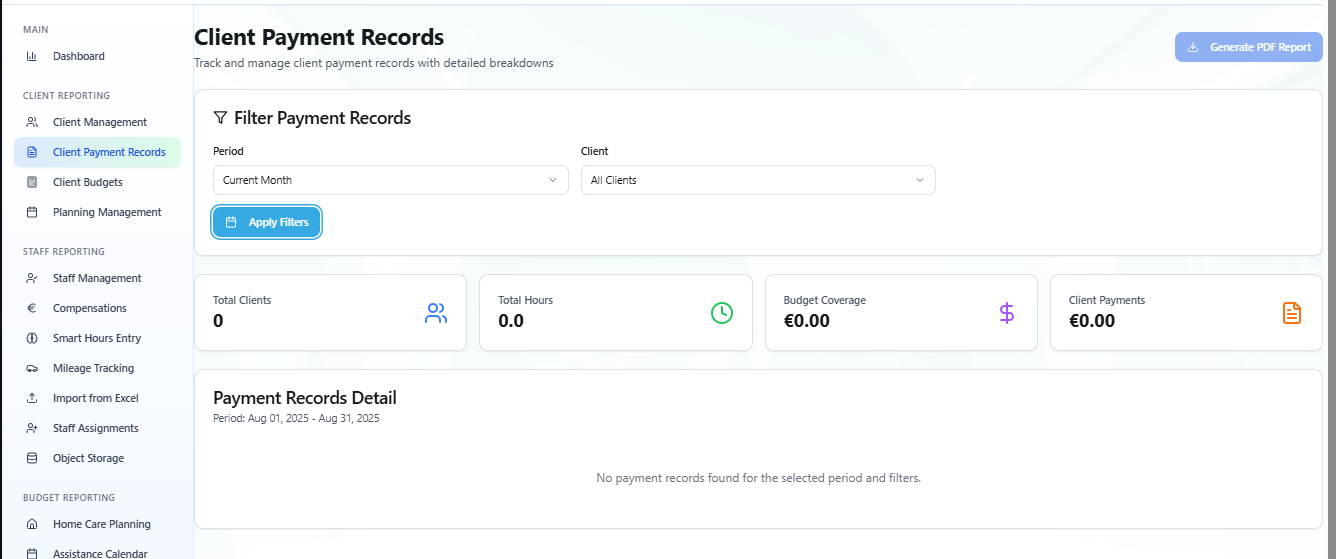 MAIN
Dashboard
CLIENT REPORTING
Client Management
Client Payment Records
Client Budgets
Planning Management
STAFF REPORTING
Staff Management
Compensations
Smart Hours Entry
Mileage Tracking
Import from Excel
Staff Assignments
Object Storage
BUDGET REPORTING
Home Care Planning
Assistance Calendar
Client Payment Records
Track and manage client payment records with detailed breakdowns
Generate PDF Report
Filter Payment Records
Period
Client
Current Month
All Clients
Apply Filters
Total Clients
0
Total Hours
0.0
Budget Coverage
€0.00
Client Payments
€0.00
Payment Records Detail
Period: Aug 01, 2025 - Aug 31, 2025
No payment records found for the selected period and filters.